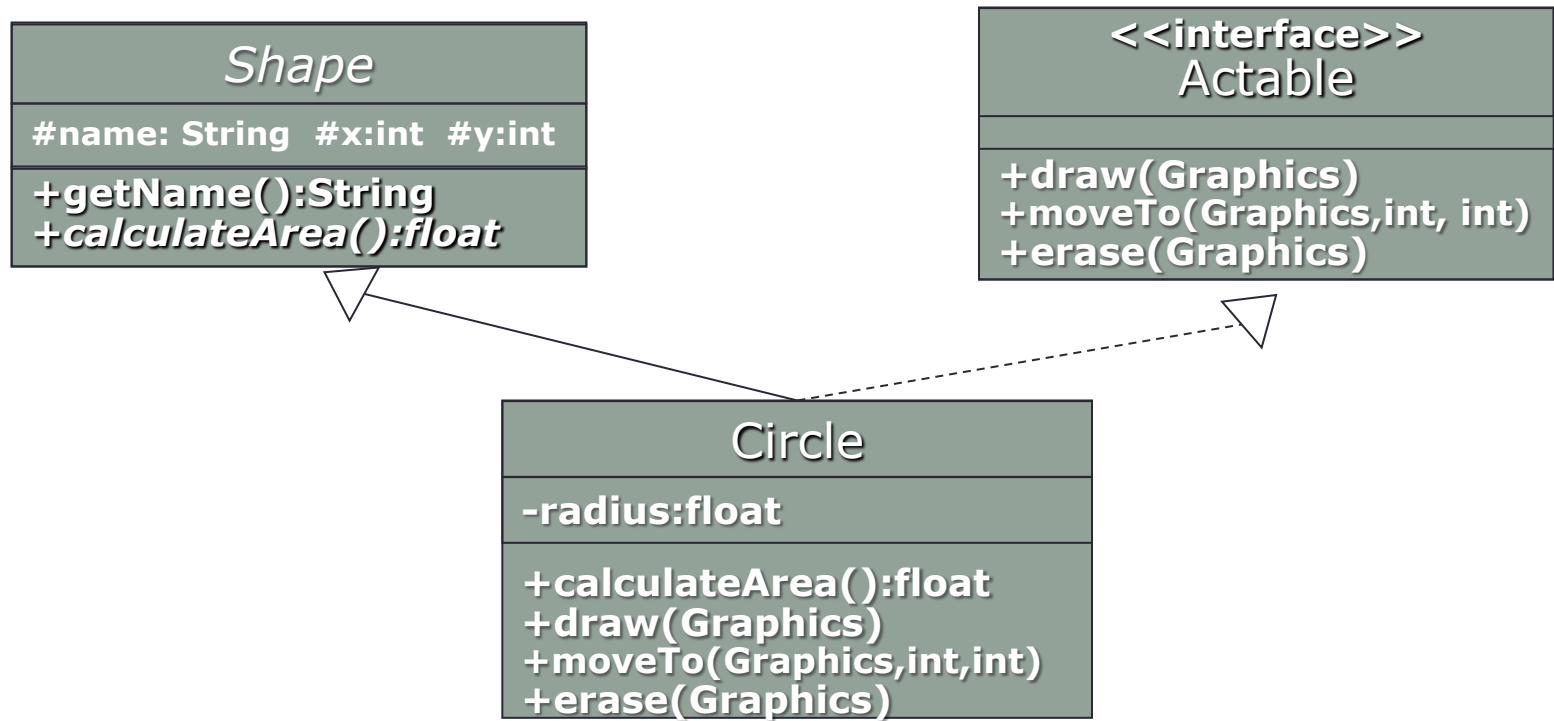 Shape
#name: String #x:int #y:int
+getName():String
+calculateArea():float
<<interface>>
Actable
+draw(Graphics)
+moveTo(Graphics,int, int)
+erase(Graphics)
Circle
-radius:float
+calculateArea():float
+draw(Graphics)
+moveTo(Graphics,int,int)
+erase(Graphics)